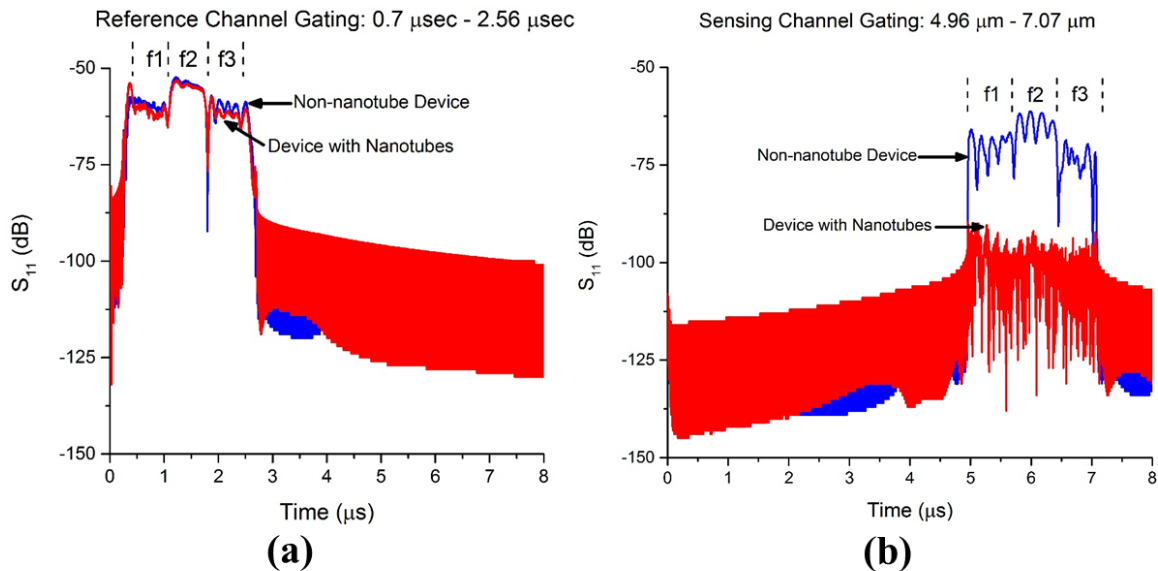 Reference Channel Gating: 0.7 μsec - 2.56 μsec
f1 f2 f3
-50
-75
-100
-125
-150
S11 (dB)
Non-nanotube Device
Device with Nanotubes
0 1 2 3 4 5 6 7 8
Time (μs)
(a)
Sensing Channel Gating: 4.96 μm - 7.07 μm
f1 f2 f3
-50
-75
-100
-125
-150
S11 (dB)
Non-nanotube Device
Device with Nanotubes
0 1 2 3 4 5 6 7 8
Time (μs)
(b)